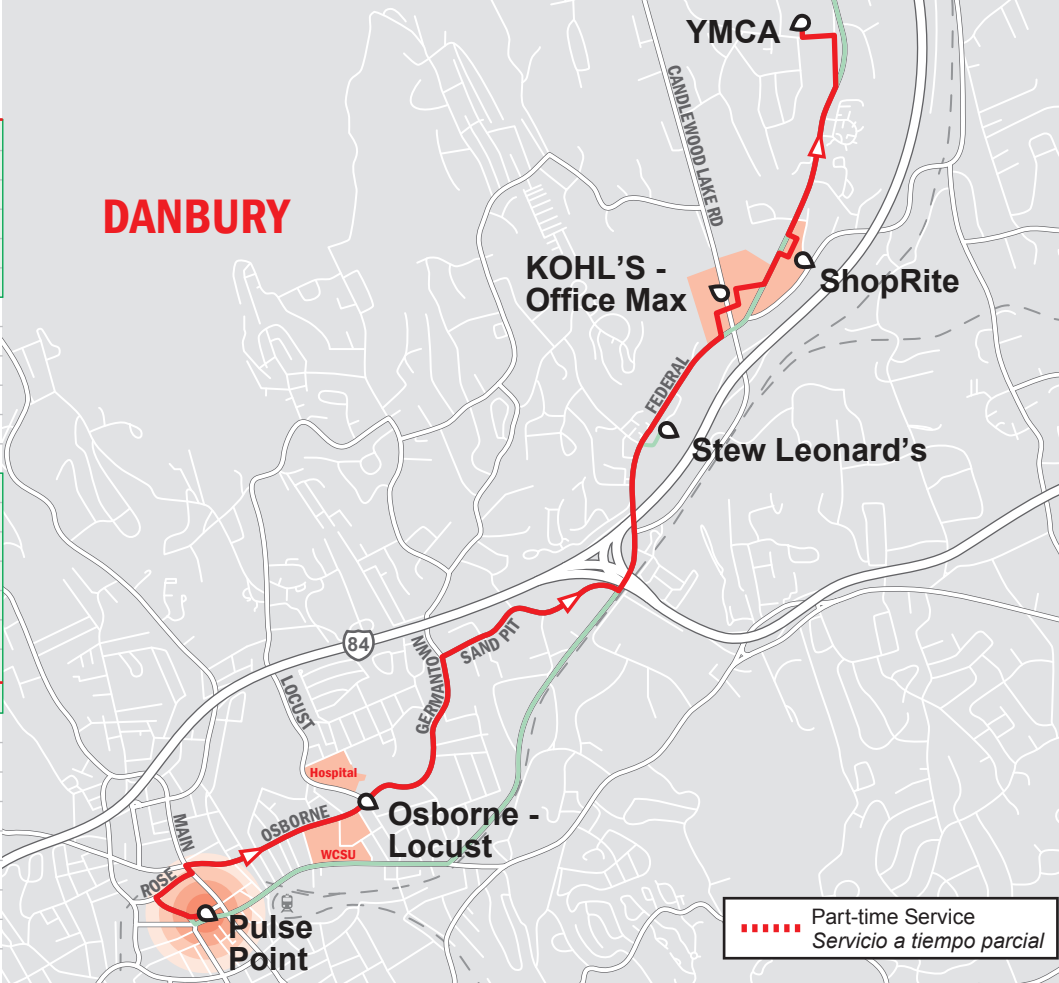 YMCA
CANDLEWOOD LAKE RD
DANBURY
KOHL'S -
Office Max
ShopRite
FEDERAL
Stew Leonard's
84
GERMANTOWN
SAND PIT
LOCUST
Hospital
Osborne -
Locust
OSBORNE
MAIN
WCSU
ROSE
Pulse
Point
Part-time Service
Servicio a tiempo parcial